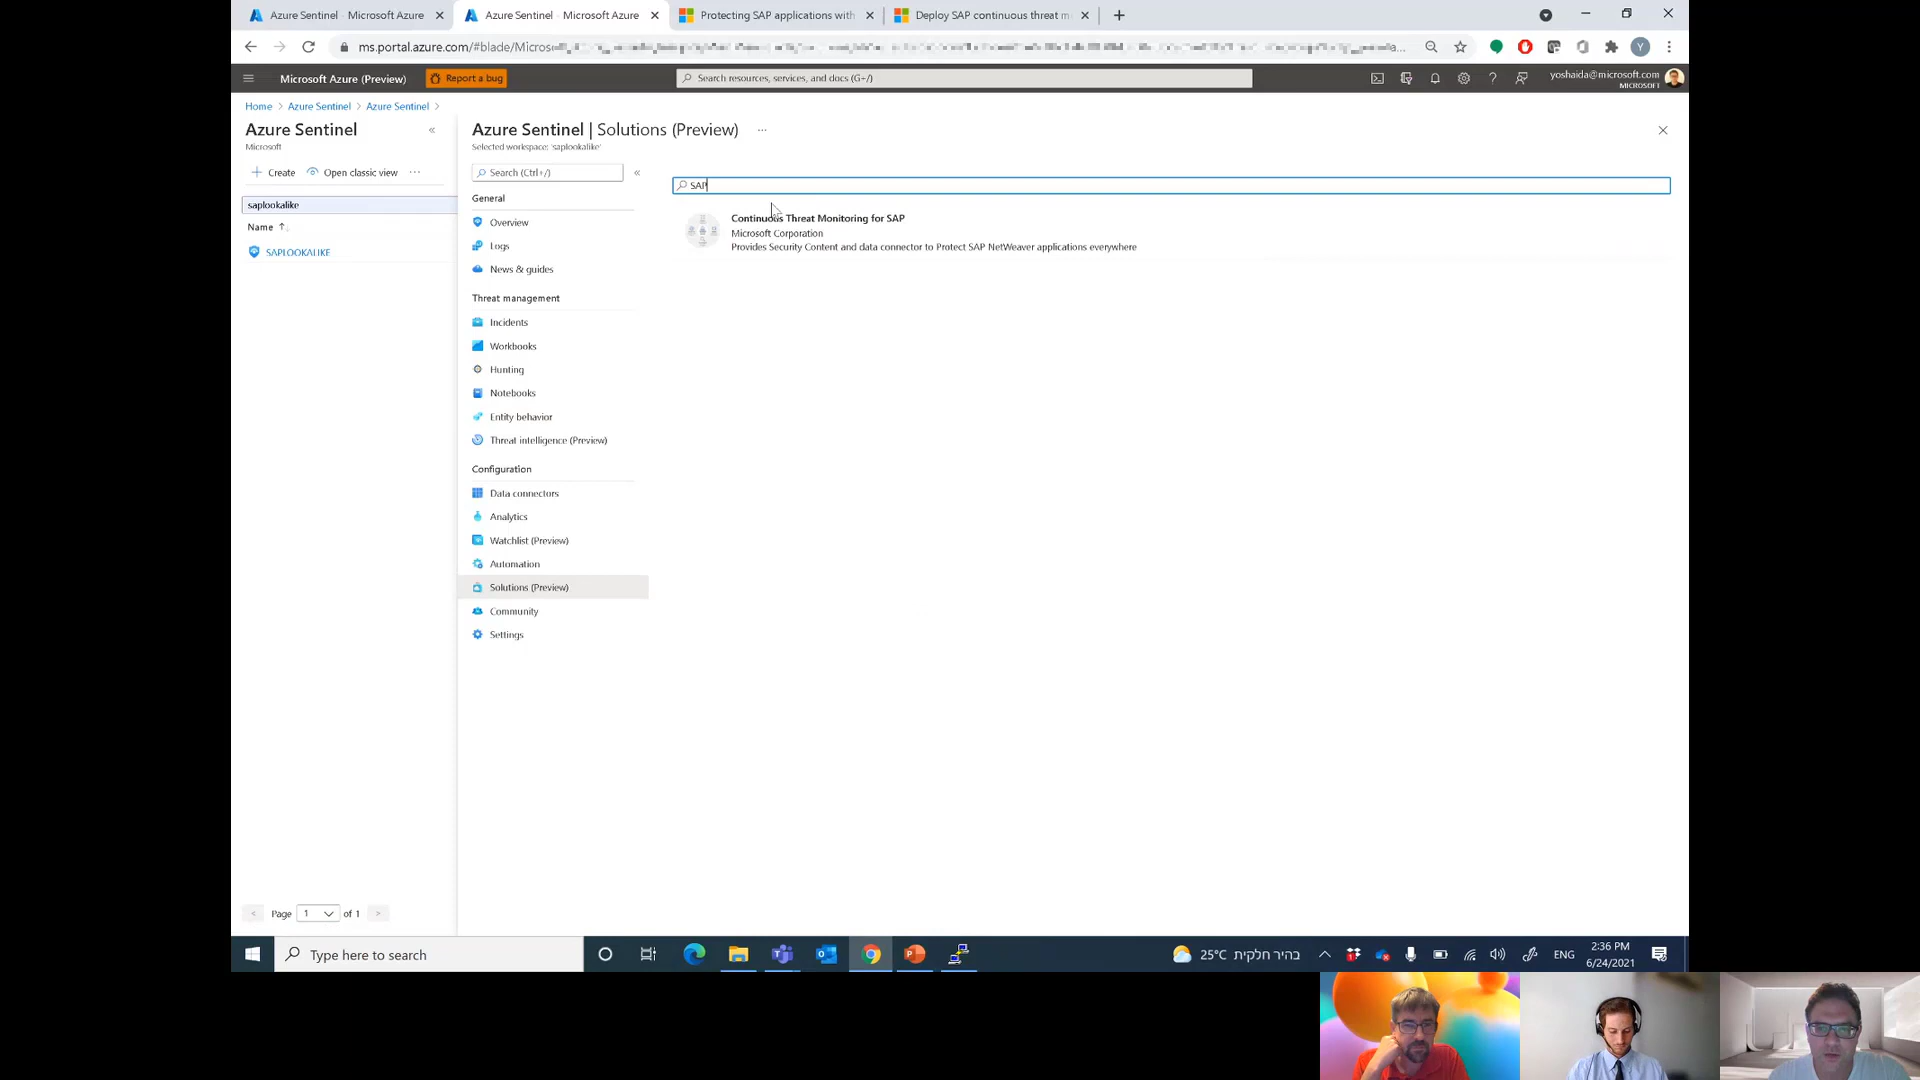 Azure Sentinel - Microsoft Azure
Azure Sentinel - Microsoft Azure
Protecting SAP applications with
Deploy SAP continuous threat m
ms.portal.azure.com/#blade/Microsof
Microsoft Azure (Preview)
Report a bug
Search resources, services, and docs (G+/)
yoshaida@microsoft.com
MICROSOFT
Home > Azure Sentinel > Azure Sentinel >
Azure Sentinel
Microsoft
Create
Open classic view
saplookalike
Name
SAPLOOKALIKE
Page 1 of 1
Azure Sentinel | Solutions (Preview)
Selected workspace: 'saplookalike'
Search (Ctrl+/)
General
Overview
Logs
News & guides
Threat management
Incidents
Workbooks
Hunting
Notebooks
Entity behavior
Threat intelligence (Preview)
Configuration
Data connectors
Analytics
Watchlist (Preview)
Automation
Solutions (Preview)
Community
Settings
SAP
Continuous Threat Monitoring for SAP
Microsoft Corporation
Provides Security Content and data connector to Protect SAP NetWeaver applications everywhere
Type here to search
25°C בהיר חלקית
ENG
2:36 PM
6/24/2021